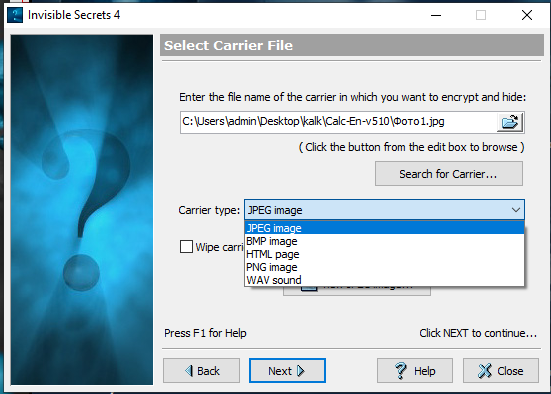 Invisible Secrets 4
Select Carrier File
Enter the file name of the carrier in which you want to encrypt and hide:
C:\Users\admin\Desktop\kalk\Calc-En-v510\Фото1.jpg
( Click the button from the edit box to browse )
Search for Carrier...
Carrier type: JPEG image
JPEG image
BMP image
Wipe carri
HTML page
PNG image
WAV sound
Press F1 for Help
Click NEXT to continue...
Back
Next
Help
Close